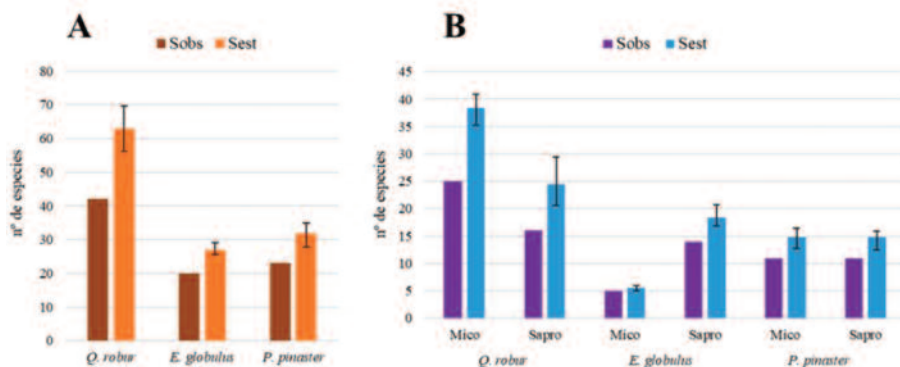 A
Sobs Sest
80
70
60
50
40
30
20
10
0
nº de especies
Q. robur E. globulus P. pinaster
B
Sobs Sest
45
40
35
30
25
20
15
10
5
0
nº de especies
Mico Sapro Mico Sapro Mico Sapro
Q. robur E. globulus P. pinaster